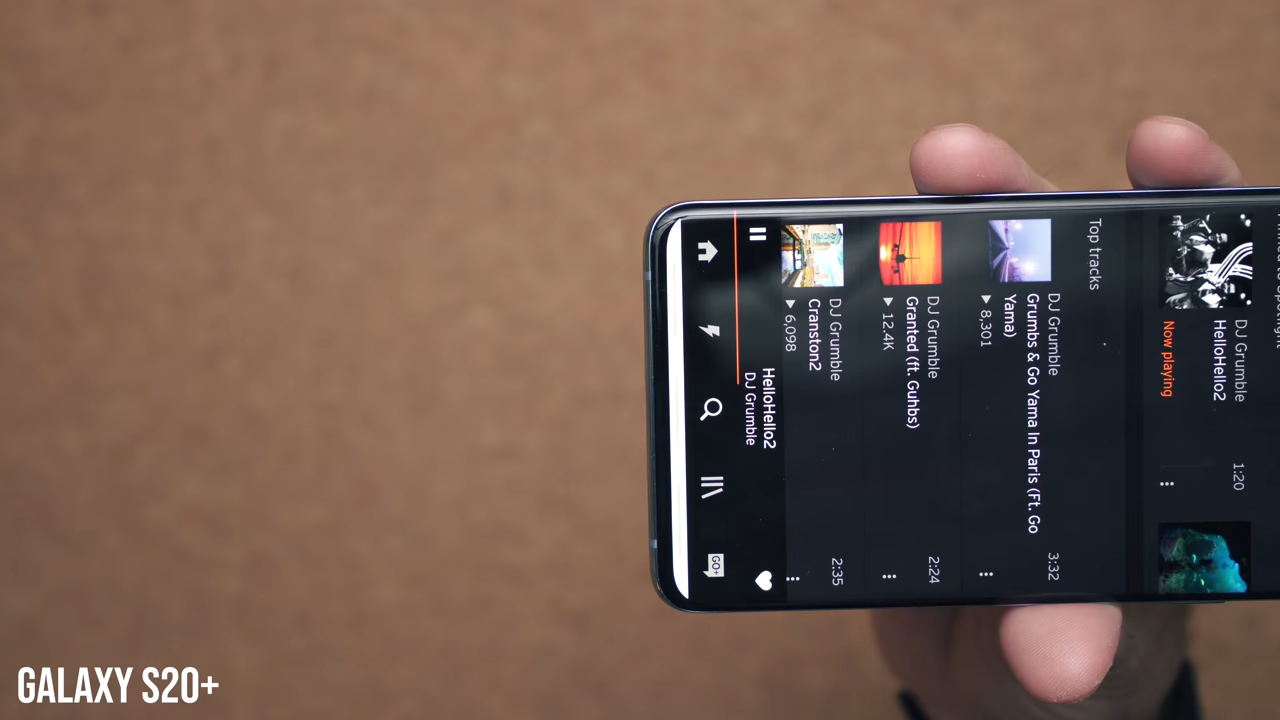 DJ Grumble
HelloHello2
Now playing
1:20
Top tracks
DJ Grumble
Grumbs & Go Yama In Paris (Ft. Go
Yama)
8,301
3:32
DJ Grumble
Granted (ft. Guhbs)
12.4K
2:24
DJ Grumble
Cranston2
6,098
2:35
HelloHello2
DJ Grumble
GO+
GALAXY S20+